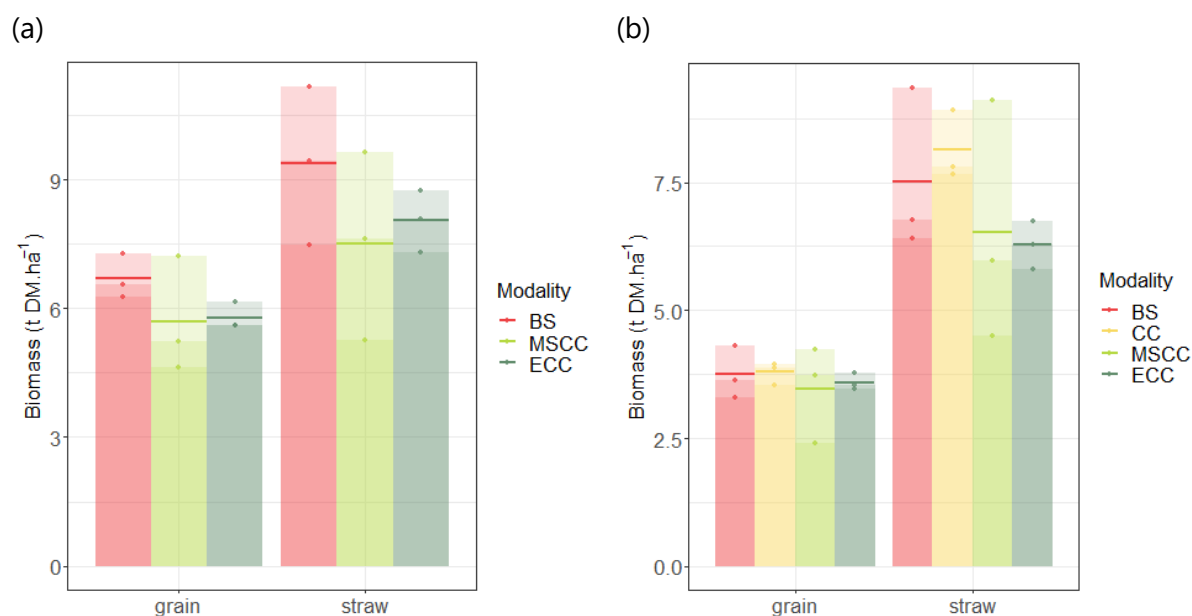 (a)
Biomass (t DM.ha⁻¹)
9
6
3
0
grain straw
Modality
BS
MSCC
ECC
(b)
Biomass (t DM.ha⁻¹)
7.5
5.0
2.5
0.0
grain straw
Modality
BS
CC
MSCC
ECC